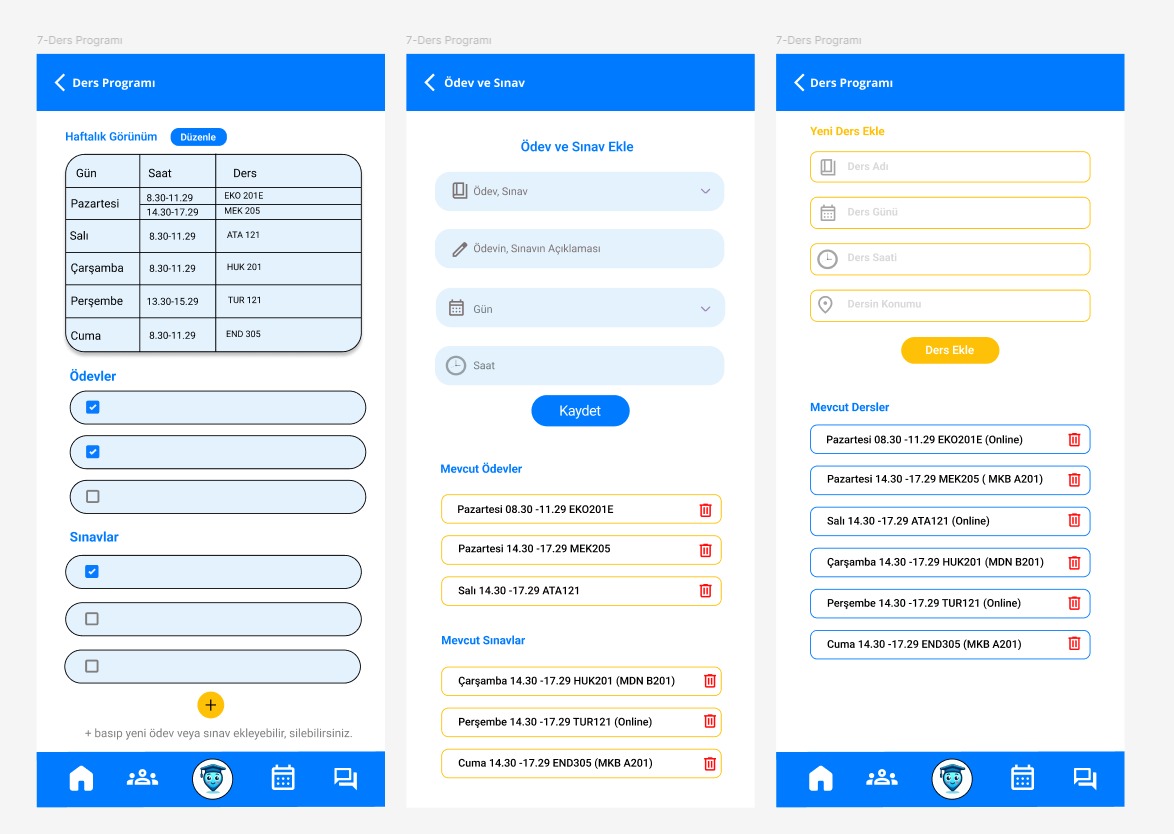 7-Ders Programı
Ders Programı
Haftalık Görünüm Düzenle
Gün Saat Ders
Pazartesi 8.30-11.29 EKO 201E
14.30-17.29 MEK 205
Salı 8.30-11.29 ATA 121
Çarşamba 8.30-11.29 HUK 201
Perşembe 13.30-15.29 TUR 121
Cuma 8.30-11.29 END 305
Ödevler
Sınavlar
+
+ basıp yeni ödev veya sınav ekleyebilir, silebilirsiniz.
7-Ders Programı
Ödev ve Sınav
Ödev ve Sınav Ekle
Ödev, Sınav
Ödevin, Sınavın Açıklaması
Gün
Saat
Kaydet
Mevcut Ödevler
Pazartesi 08.30 -11.29 EKO201E
Pazartesi 14.30 -17.29 MEK205
Salı 14.30 -17.29 ATA121
Mevcut Sınavlar
Çarşamba 14.30 -17.29 HUK201 (MDN B201)
Perşembe 14.30 -17.29 TUR121 (Online)
Cuma 14.30 -17.29 END305 (MKB A201)
7-Ders Programı
Ders Programı
Yeni Ders Ekle
Ders Adı
Ders Günü
Ders Saati
Dersin Konumu
Ders Ekle
Mevcut Dersler
Pazartesi 08.30 -11.29 EKO201E (Online)
Pazartesi 14.30 -17.29 MEK205 ( MKB A201)
Salı 14.30 -17.29 ATA121 (Online)
Çarşamba 14.30 -17.29 HUK201 (MDN B201)
Perşembe 14.30 -17.29 TUR121 (Online)
Cuma 14.30 -17.29 END305 (MKB A201)